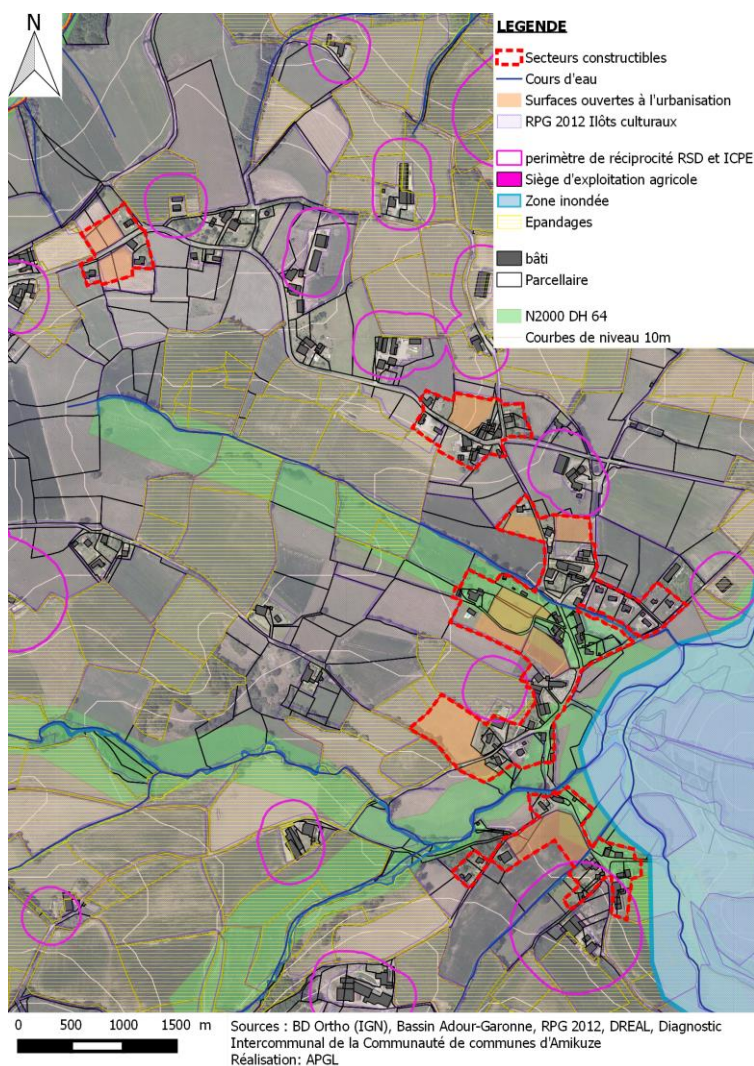 N
LEGENDE
Secteurs constructibles
Cours d'eau
Surfaces ouvertes à l'urbanisation
RPG 2012 Ilôts culturaux
perimètre de réciprocité RSD et ICPE
Siège d'exploitation agricole
Zone inondée
Epandages
bâti
Parcellaire
N2000 DH 64
Courbes de niveau 10m
0 500 1000 1500 m
Sources : BD Ortho (IGN), Bassin Adour-Garonne, RPG 2012, DREAL, Diagnostic
Intercommunal de la Communauté de communes d'Amikuze
Réalisation: APGL